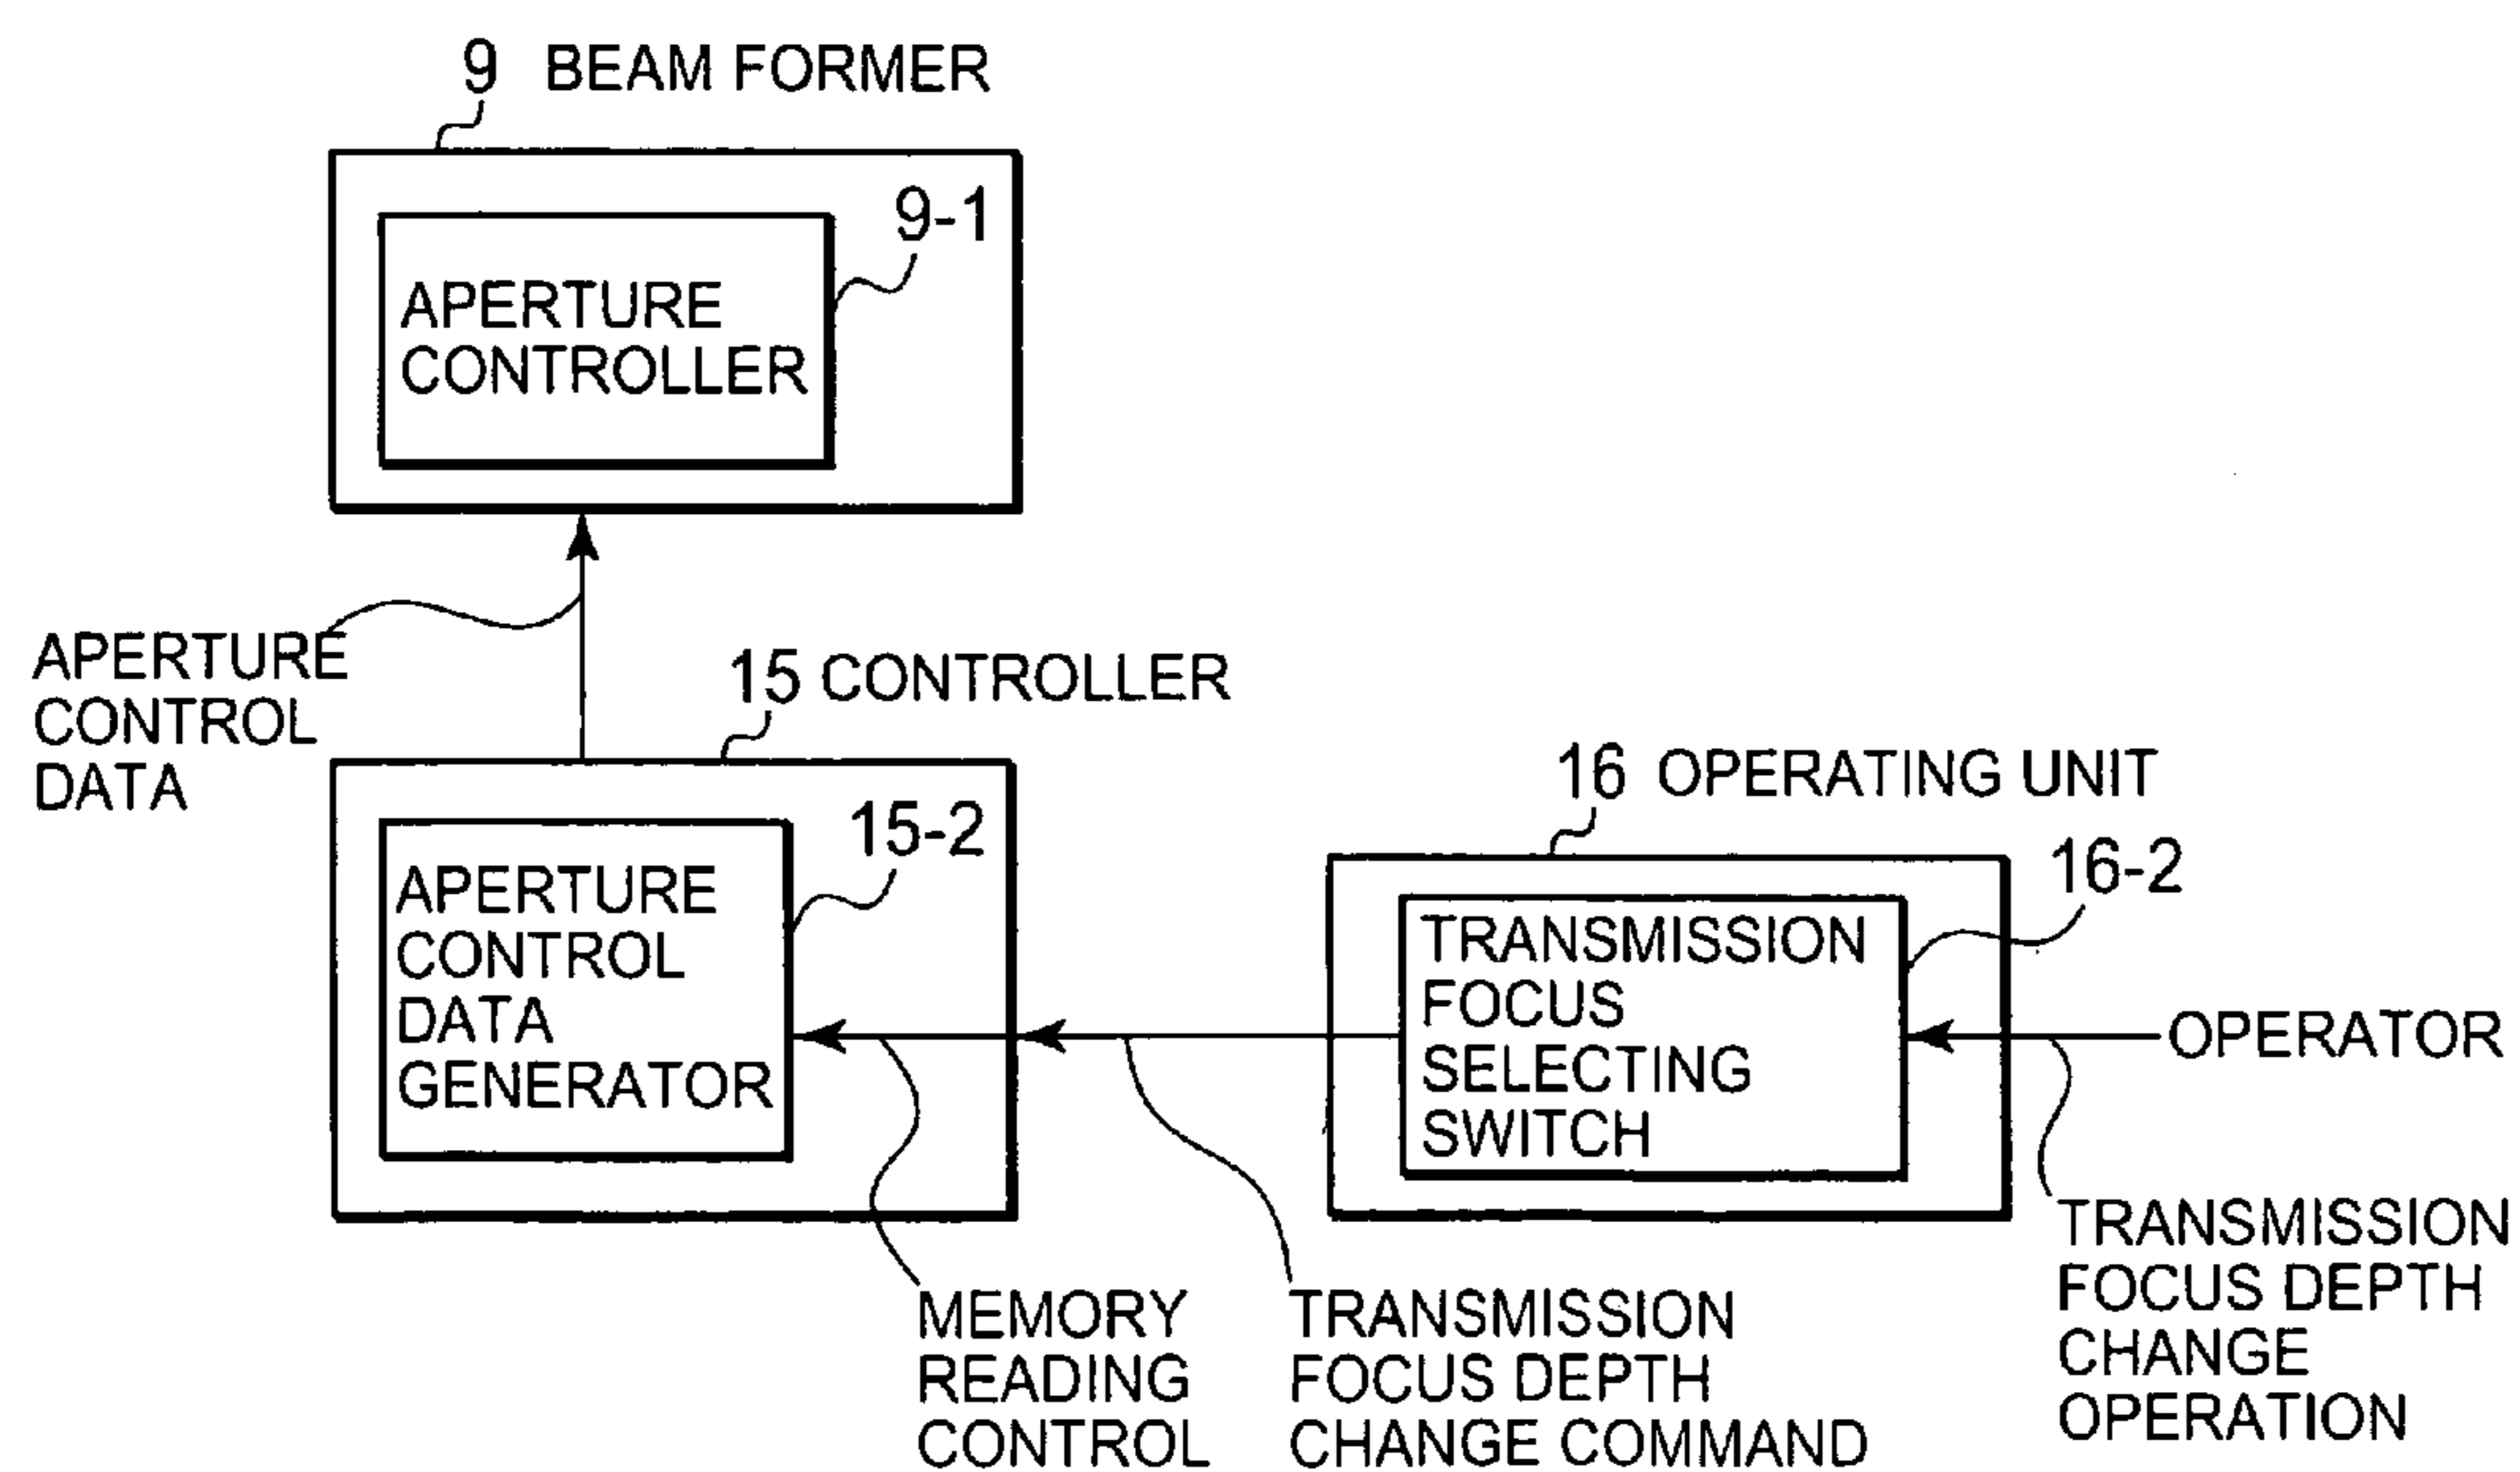 9 BEAM FORMER
9-1
APERTURE
CONTROLLER
APERTURE
CONTROL
DATA
15 CONTROLLER
15-2
APERTURE
CONTROL
DATA
GENERATOR
16 OPERATING UNIT
16-2
TRANSMISSION
FOCUS
SELECTING
SWITCH
OPERATOR
MEMORY
READING
CONTROL
TRANSMISSION
FOCUS DEPTH
CHANGE COMMAND
TRANSMISSION
FOCUS DEPTH
CHANGE
OPERATION